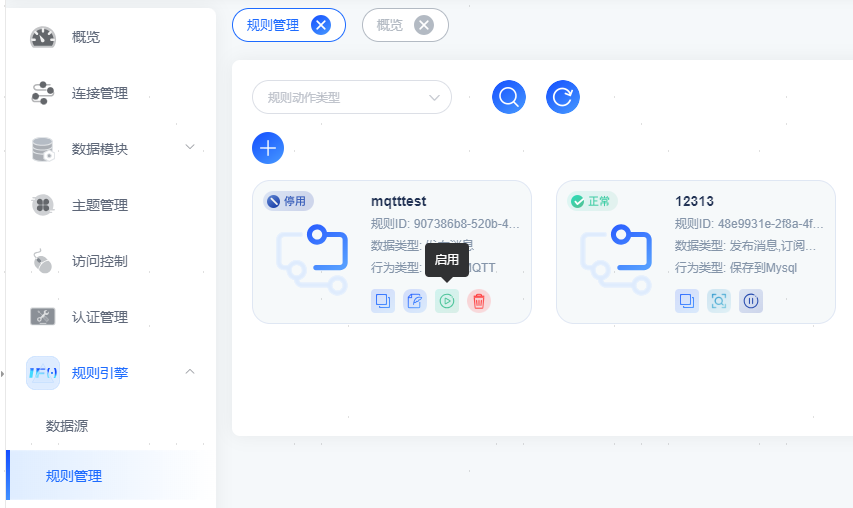 概览
连接管理
数据模块
主题管理
访问控制
认证管理
规则引擎
数据源
规则管理
规则管理
概览
规则动作类型
停用
mqtttest
规则ID: 907386b8-520b-4...
数据类型: 发布消息
行为类型: MQTT
启用
正常
12313
规则ID: 48e9931e-2f8a-4f...
数据类型: 发布消息,订阅...
行为类型: 保存到Mysql